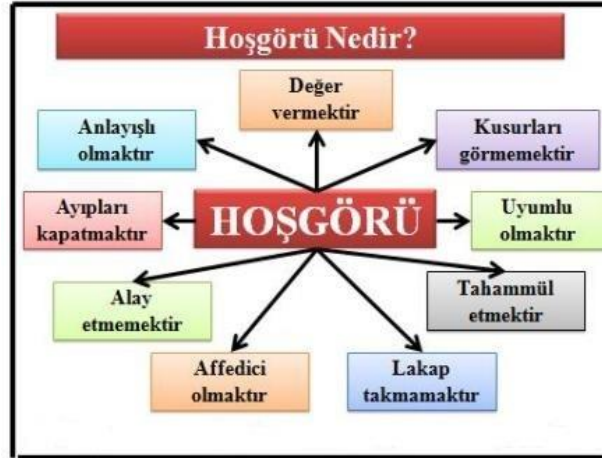 Hoşgörü Nedir?
Değer
vermektir
Anlayışlı
olmaktır
Kusurları
görmemektir
Ayıpları
kapatmaktır
HOŞGÖRÜ
Uyumlu
olmaktır
Alay
etmemektir
Tahammül
etmektir
Affedici
olmaktır
Lakap
takmamaktır